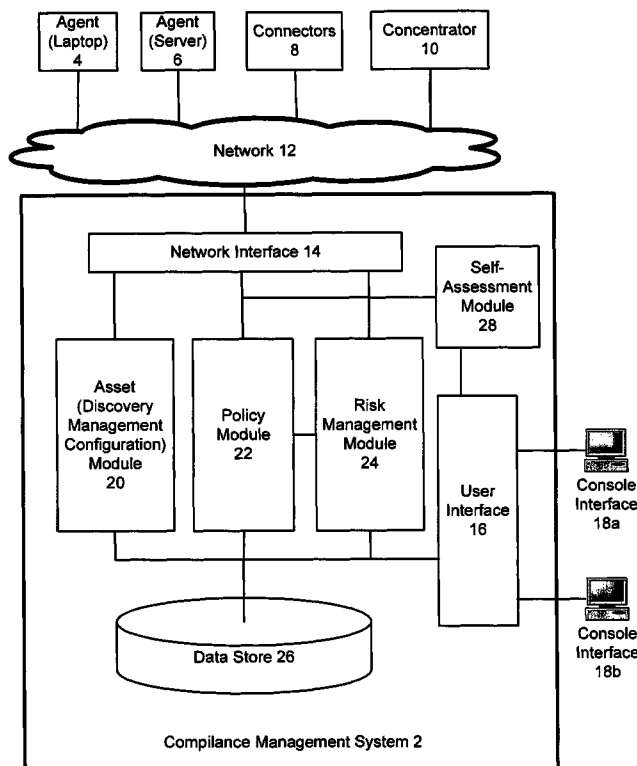 Agent
(Laptop)
4
Agent
(Server)
6
Connectors
8
Concentrator
10
Network 12
Network Interface 14
Self-
Assessment
Module
28
Asset
(Discovery
Management
Configuration)
Module
20
Policy
Module
22
Risk
Management
Module
24
User
Interface
16
Console
Interface
18a
Console
Interface
18b
Data Store 26
Compilance Management System 2